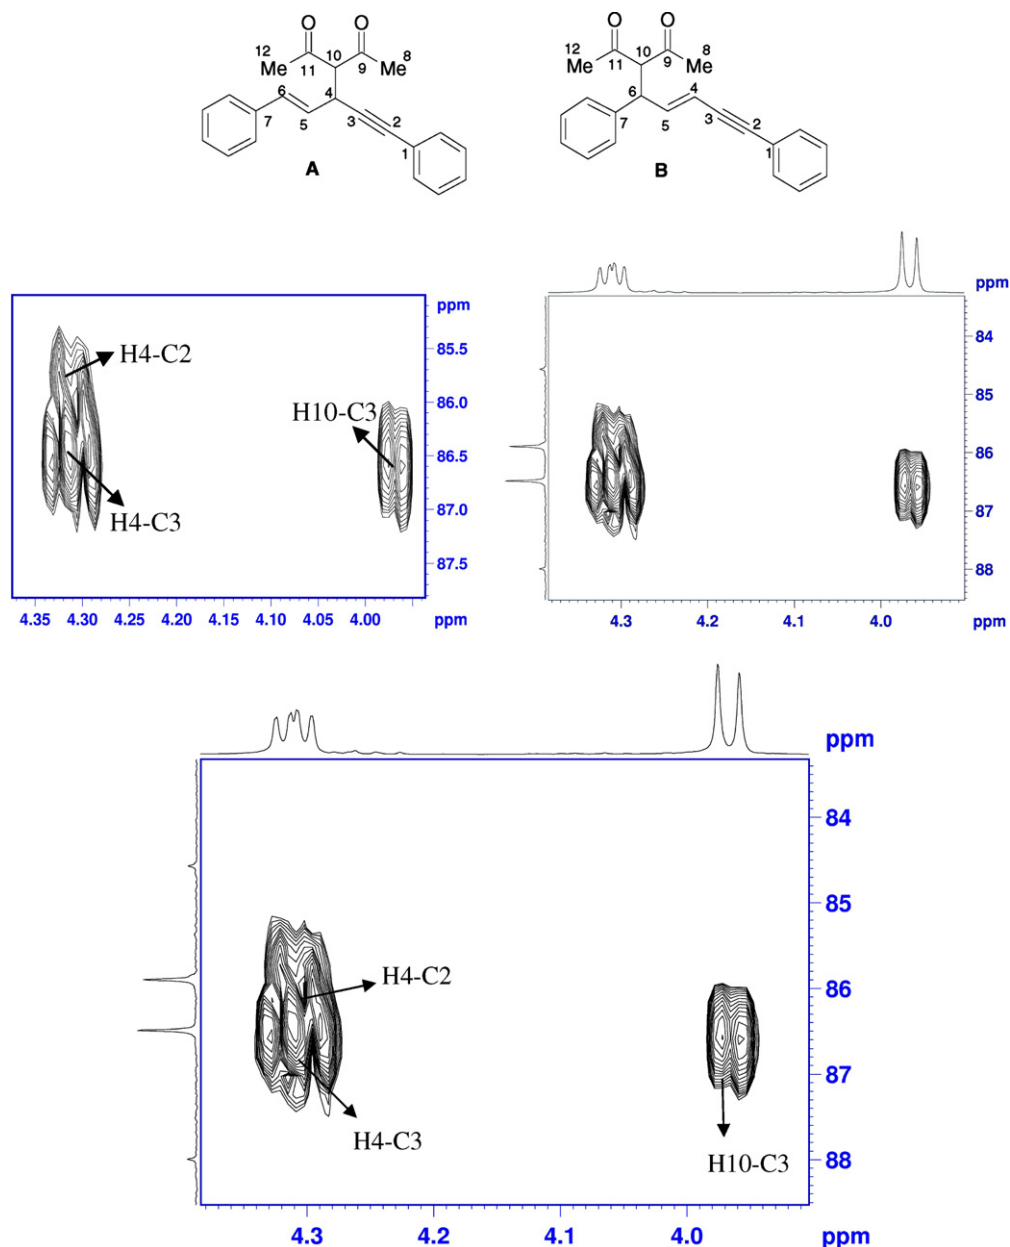 O O O O
12 10 8 12 10 8
Me 11 9 Me Me 11 9 Me
6 4 6 4
7 5 3 2 7 5 3 2
1 1
A B
ppm
85.5
H4-C2
86.0
H10-C3
86.5
H4-C3
87.0
87.5
4.35 4.30 4.25 4.20 4.15 4.10 4.05 4.00 ppm
ppm
84
85
86
87
88
4.3 4.2 4.1 4.0 ppm
ppm
84
85
H4-C2
86
87
H4-C3
H10-C3
88
4.3 4.2 4.1 4.0 ppm